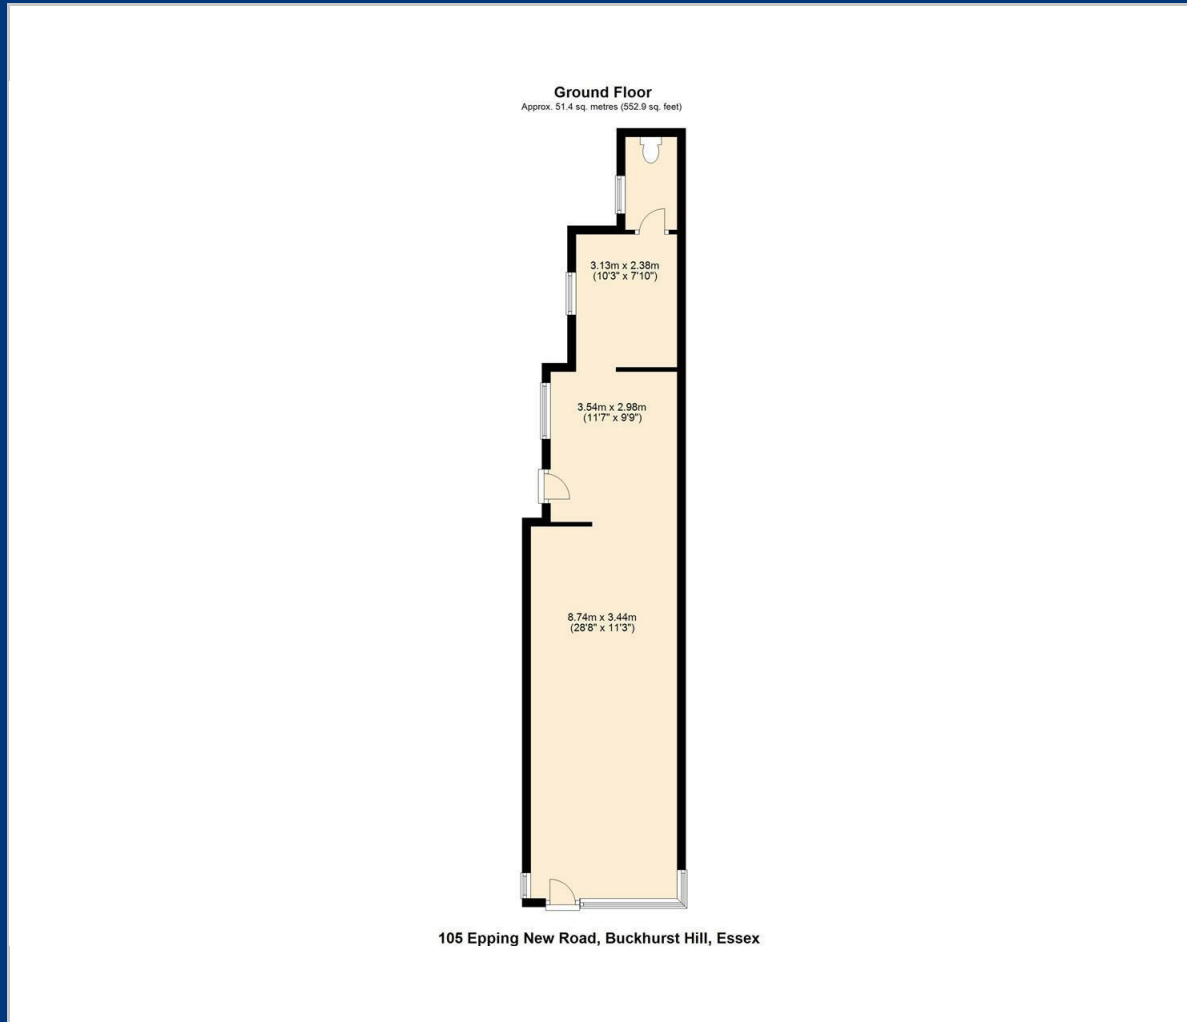 Ground Floor
Approx. 51.4 sq. metres (552.9 sq. feet)
3.13m x 2.38m
(10'3" x 7'10")
3.54m x 2.98m
(11'7" x 9'9")
8.74m x 3.44m
(28'8" x 11'3")
105 Epping New Road, Buckhurst Hill, Essex